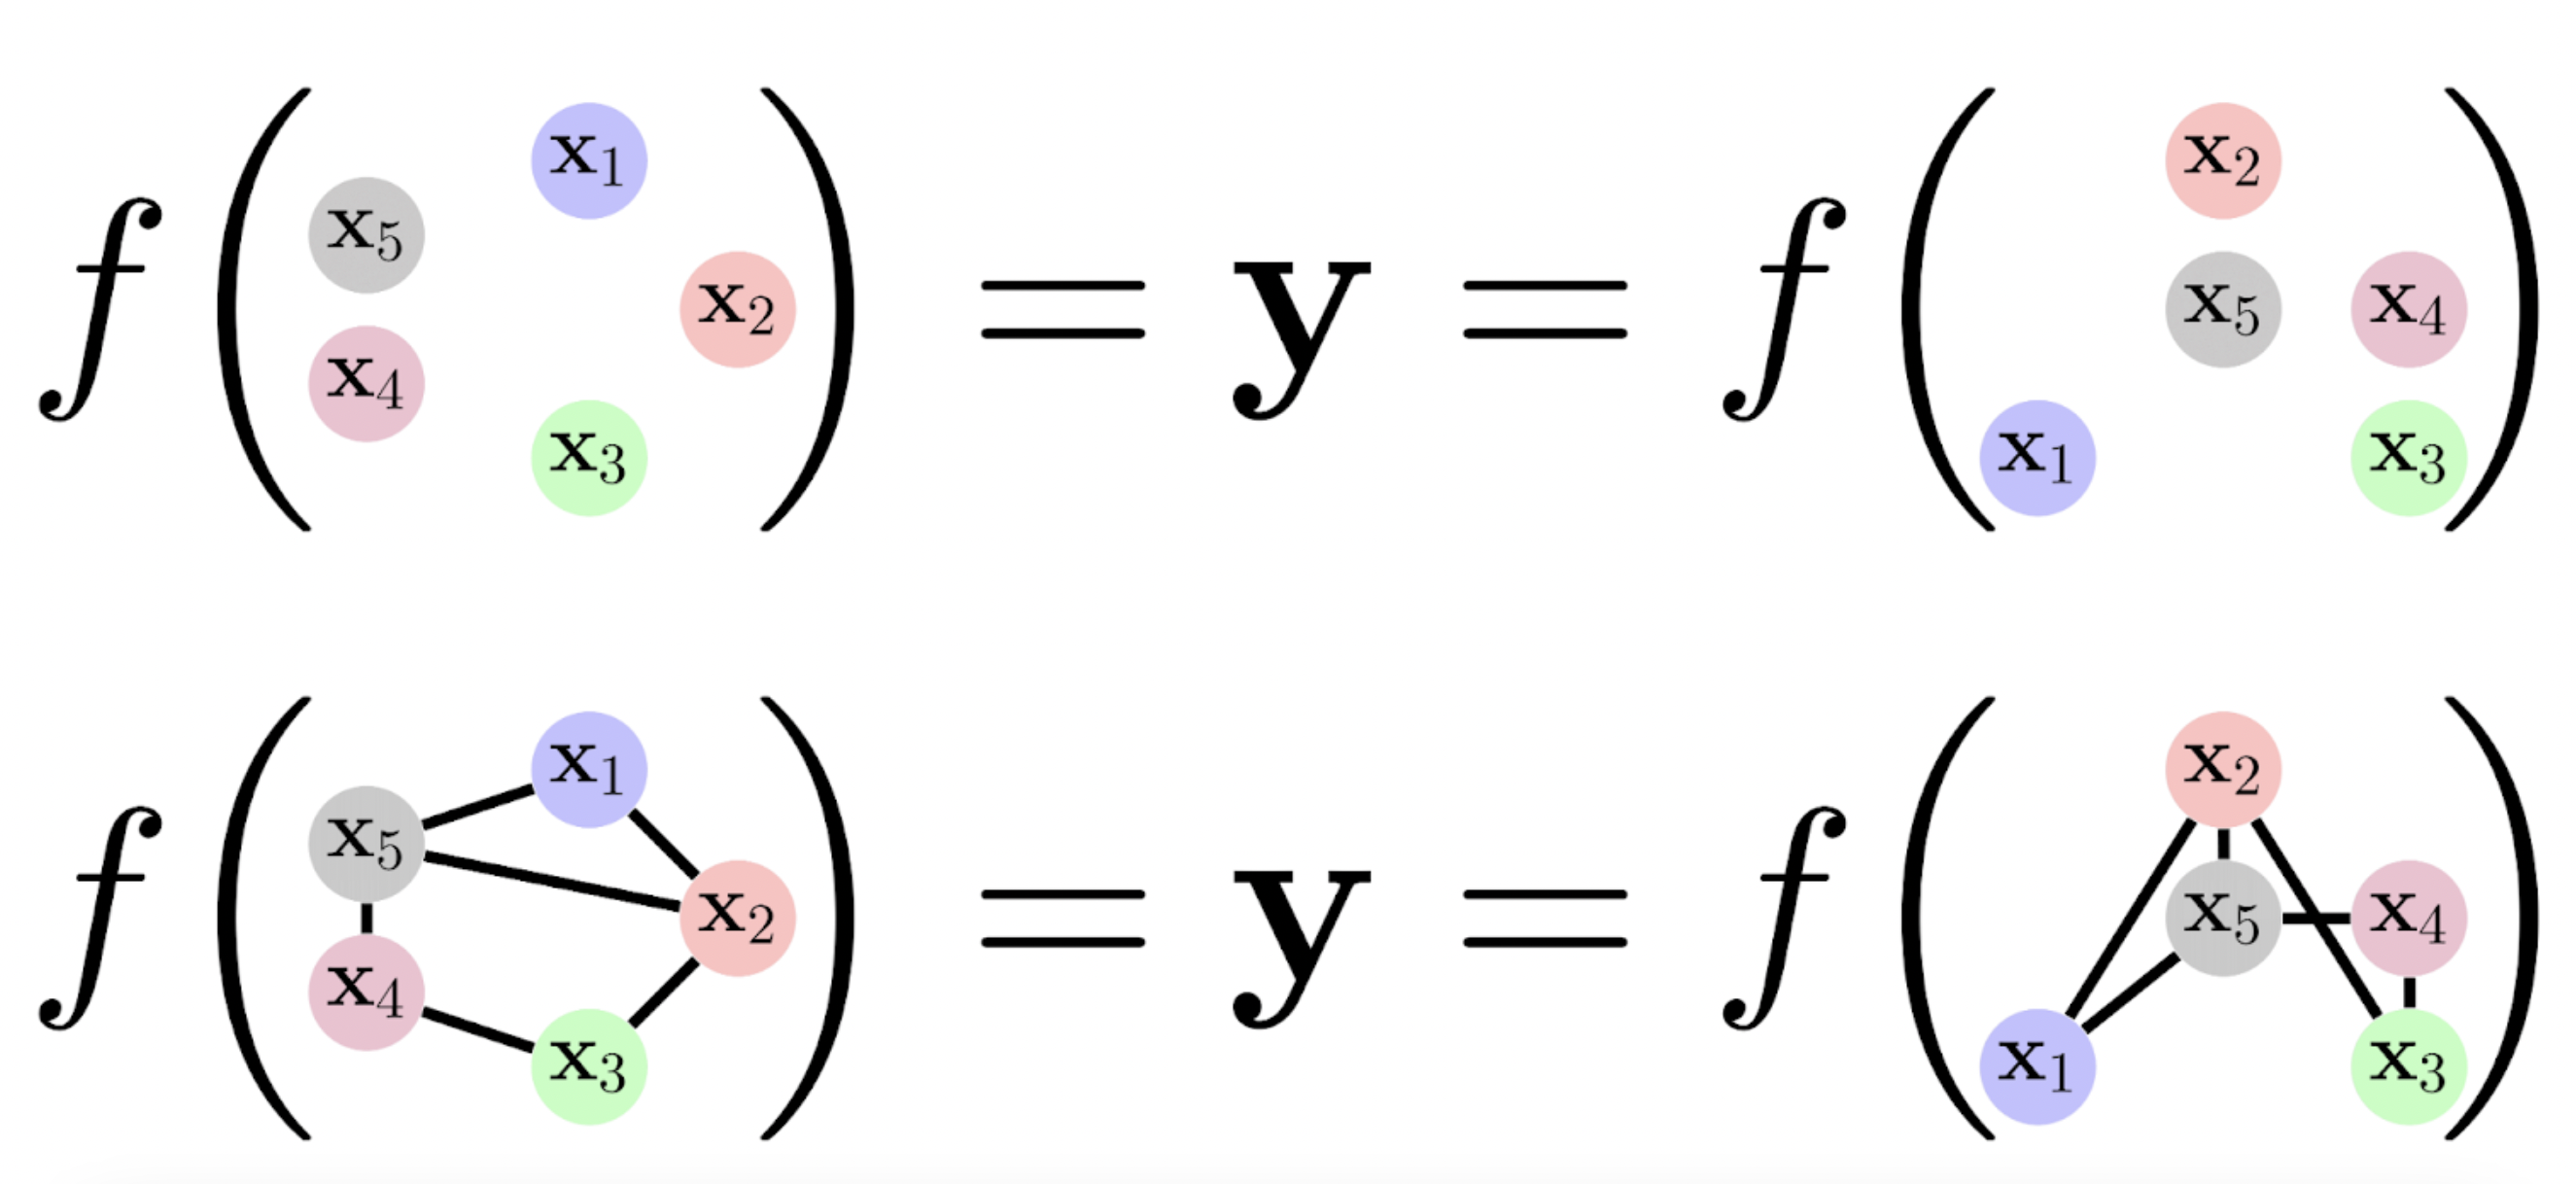 f ( x₅ x₄ x₁ x₃ x₂ ) = y = f ( x₁ x₂ x₅ x₄ x₃ )
f ( x₅ x₄ x₁ x₃ x₂ ) = y = f ( x₁ x₂ x₅ x₄ x₃ )